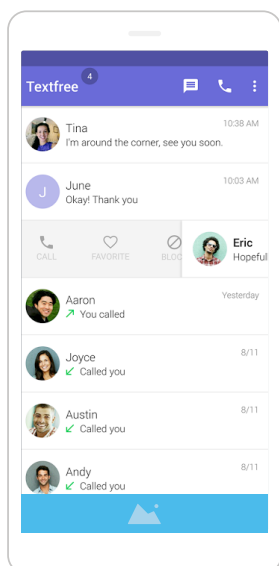 Textfree 4
Tina 10:38 AM
I'm around the corner, see you soon.
J
June 10:03 AM
Okay! Thank you
CALL FAVORITE
Eric
Aaron Yesterday
You called
Joyce 8/11
Called you
Austin 8/11
Called you
Andy 8/11
Called you